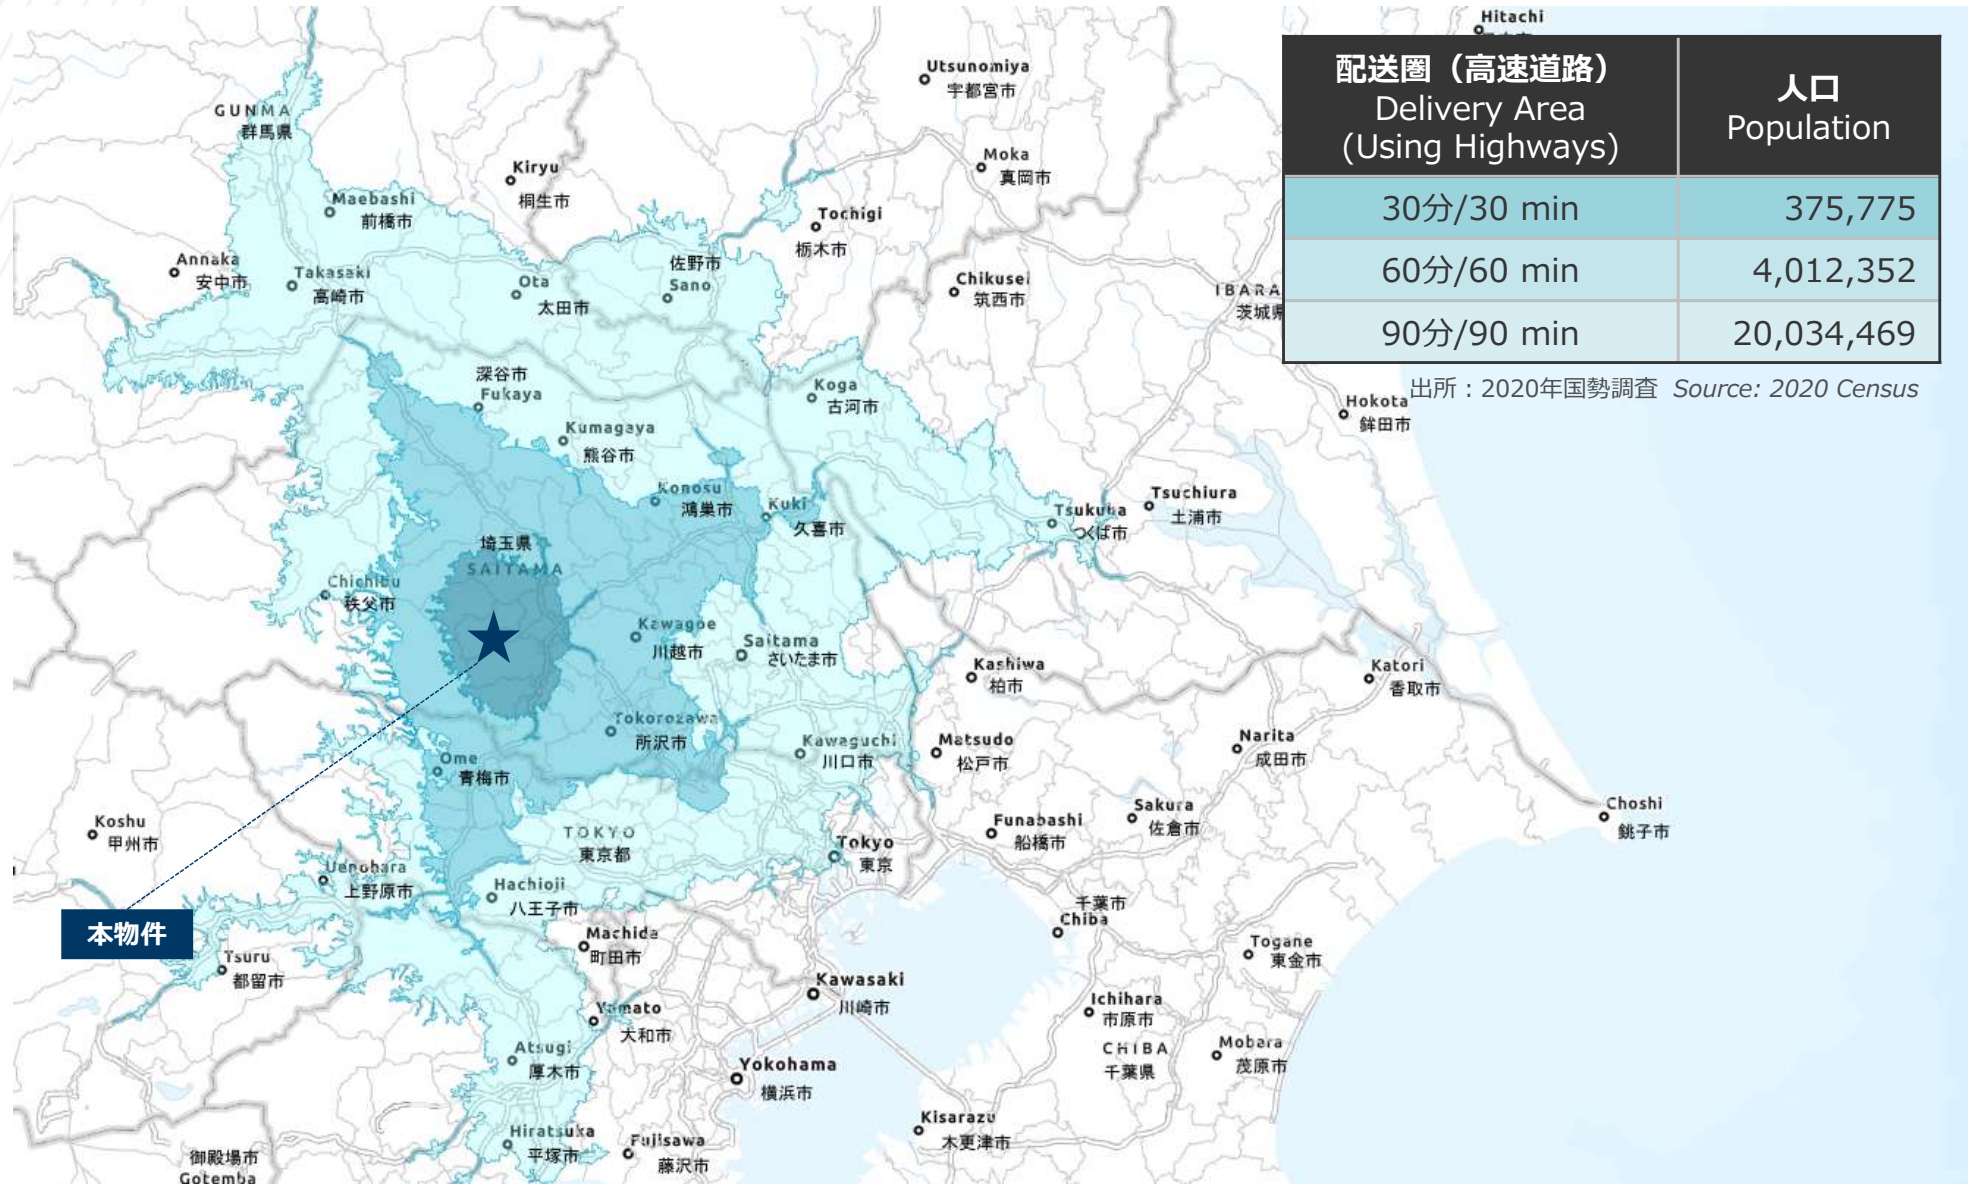 Hitachi
Utsunomiya
宇都宮市
配送圏（高速道路）
Delivery Area
(Using Highways)
人口
Population
30分/30 min
375,775
60分/60 min
4,012,352
90分/90 min
20,034,469
出所：2020年国勢調査 Source: 2020 Census
GUNMA
群馬県
Kiryu
桐生市
Moka
真岡市
Maebashi
前橋市
Tochigi
栃木市
Annaka
安中市
Takasaki
高崎市
Ota
太田市
佐野市
Sano
Chikusei
筑西市
IBARA
茨城県
深谷市
Fukaya
Koga
古河市
Hokota
鉾田市
Kumagaya
熊谷市
Konosu
鴻巣市
Kuki
久喜市
Tsukuba
つくば市
Tsuchiura
土浦市
埼玉県
SAITAMA
Chichibu
秩父市
Kawagoe
川越市
Saitama
さいたま市
Kashiwa
柏市
Katori
香取市
Tokorozawa
所沢市
Kawaguchi
川口市
Matsudo
松戸市
Narita
成田市
Ome
青梅市
Koshu
甲州市
TOKYO
東京都
Tokyo
東京
Funabashi
船橋市
Sakura
佐倉市
Choshi
銚子市
Uenohara
上野原市
Hachioji
八王子市
本物件
Machida
町田市
千葉市
Chiba
Togane
東金市
Tsuru
都留市
Kawasaki
川崎市
Yamato
大和市
Ichihara
市原市
Atsugi
厚木市
CHIBA
千葉県
Mobara
茂原市
Yokohama
横浜市
Hiratsuka
平塚市
Fujisawa
藤沢市
Kisarazu
木更津市
御殿場市
Gotemba